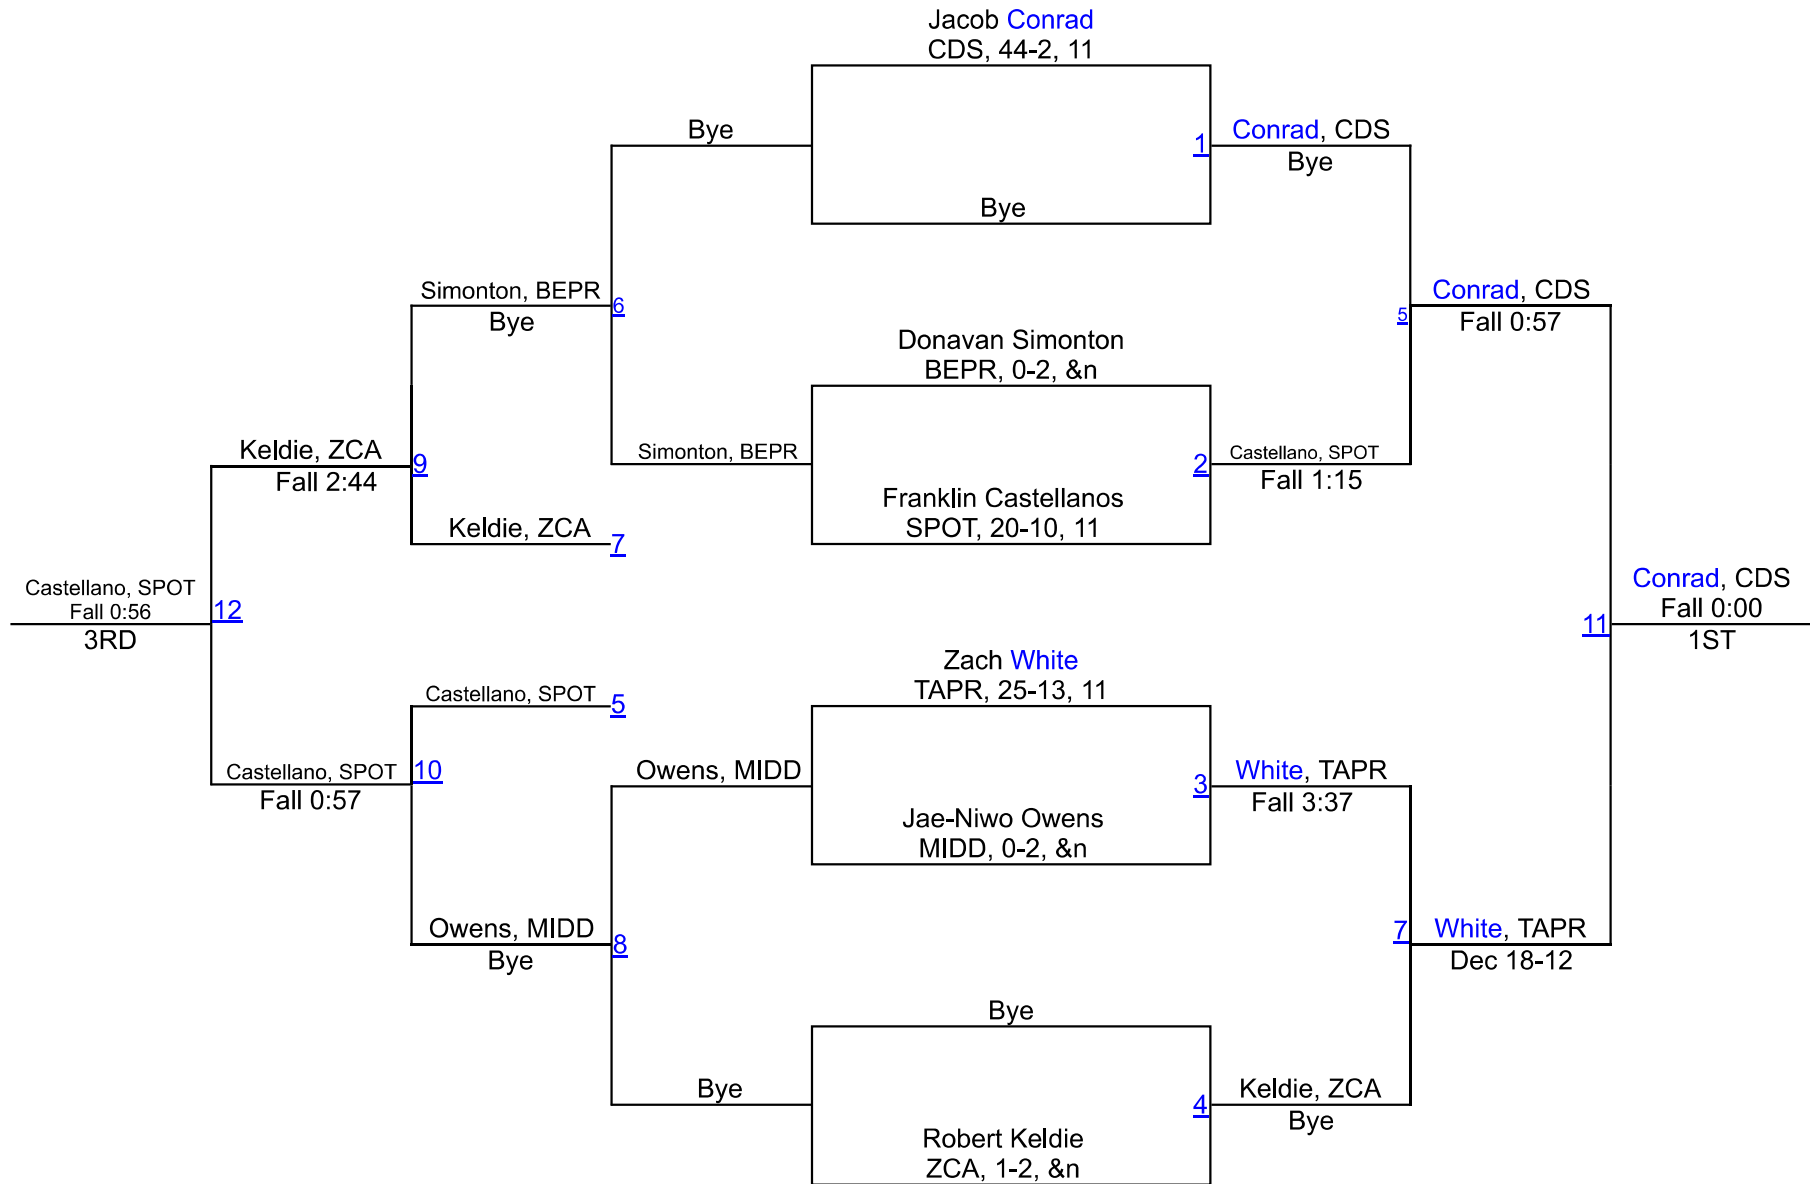 Jacob Conrad
CDS, 44-2, 11
Bye
1
Conrad, CDS
Bye
Bye
Simonton, BEPR
Bye
6
Conrad, CDS
Fall 0:57
5
Donavan Simonton
BEPR, 0-2, &n
Keldie, ZCA
Fall 2:44
9
Simonton, BEPR
2
Castellano, SPOT
Fall 1:15
Franklin Castellanos
SPOT, 20-10, 11
Keldie, ZCA
7
Castellano, SPOT
Fall 0:56
3RD
12
Conrad, CDS
Fall 0:00
1ST
11
Zach White
TAPR, 25-13, 11
Castellano, SPOT
5
Castellano, SPOT
Fall 0:57
10
Owens, MIDD
3
White, TAPR
Fall 3:37
Jae-Niwo Owens
MIDD, 0-2, &n
Owens, MIDD
Bye
8
7
White, TAPR
Dec 18-12
Bye
Bye
4
Keldie, ZCA
Bye
Robert Keldie
ZCA, 1-2, &n